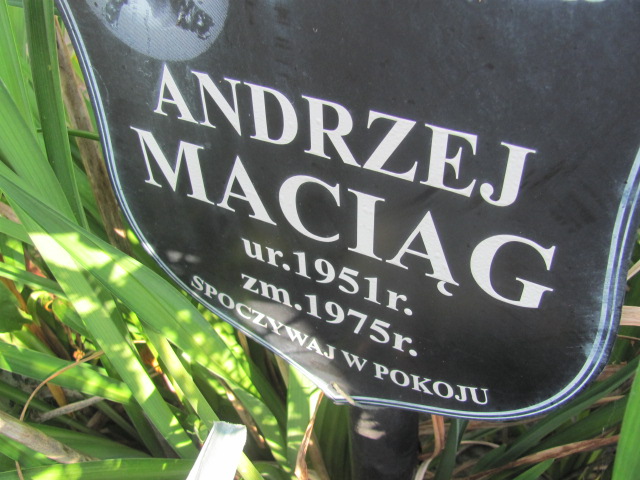 ANDRZEJ
MACIĄG
ur.1951r.
zm.1975r.
SPOCZYWAJ W POKOJU